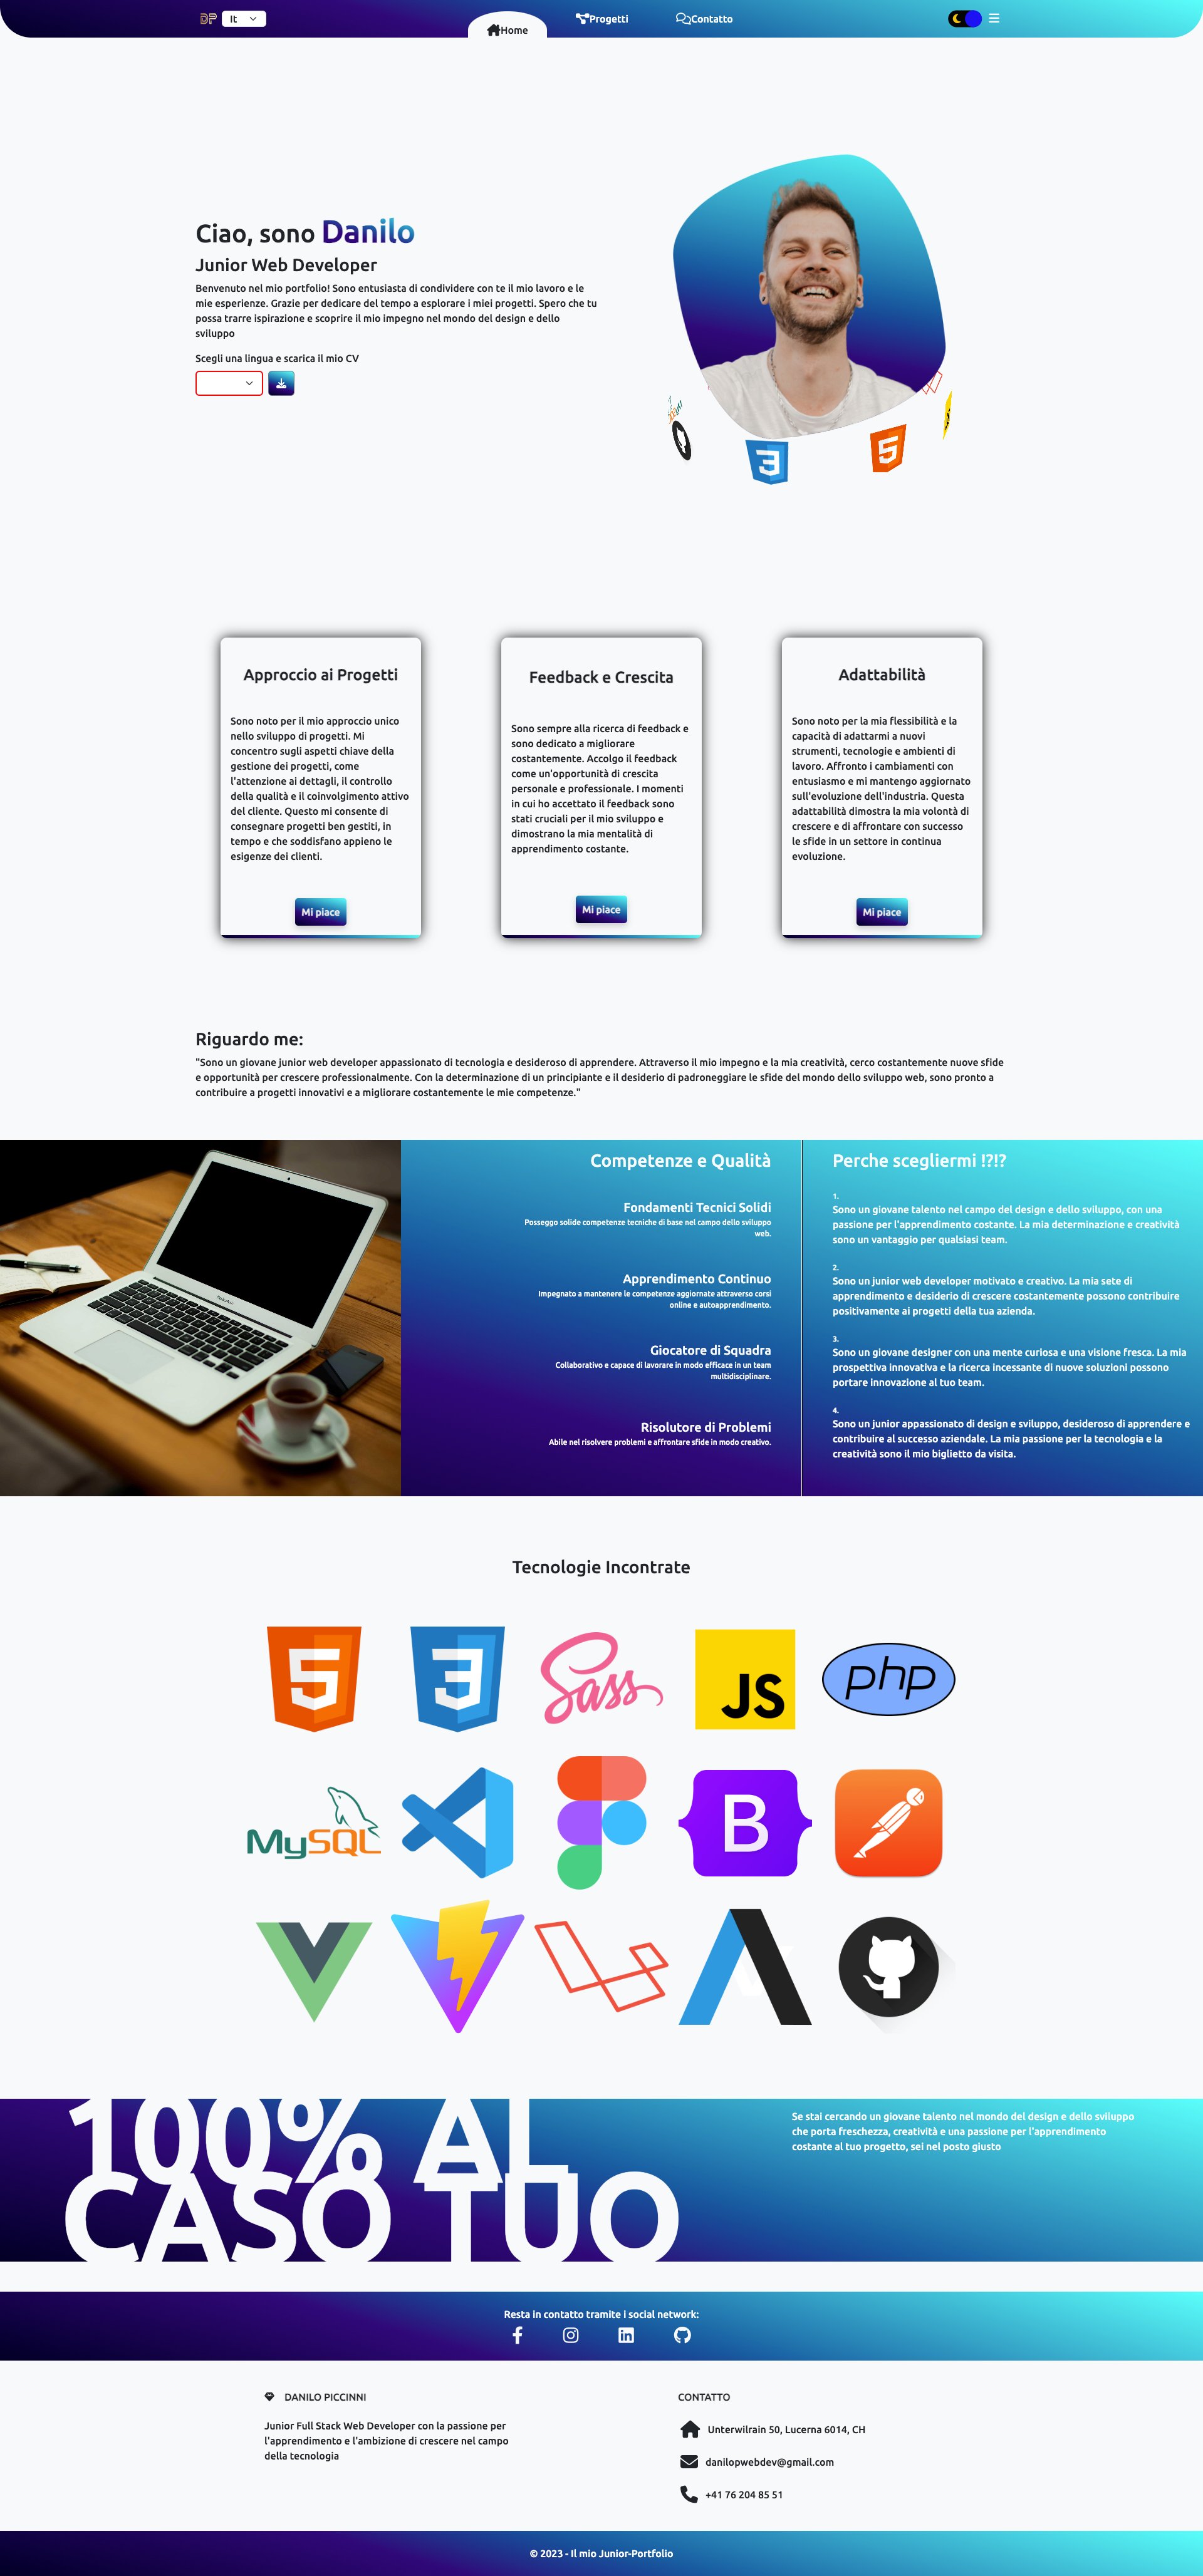 DP
It
Home
Progetti
Contatto
Ciao, sono Danilo
Junior Web Developer
Benvenuto nel mio portfolio! Sono entusiasta di condividere con te il mio lavoro e le
mie esperienze. Grazie per dedicare del tempo a esplorare i miei progetti. Spero che tu
possa trarre ispirazione e scoprire il mio impegno nel mondo del design e dello
sviluppo
Scegli una lingua e scarica il mio CV
3
5
Approccio ai Progetti
Sono noto per il mio approccio unico
nello sviluppo di progetti. Mi
concentro sugli aspetti chiave della
gestione dei progetti, come
l'attenzione ai dettagli, il controllo
della qualità e il coinvolgimento attivo
del cliente. Questo mi consente di
consegnare progetti ben gestiti, in
tempo e che soddisfano appieno le
esigenze dei clienti.
Mi piace
Feedback e Crescita
Sono sempre alla ricerca di feedback e
sono dedicato a migliorare
costantemente. Accolgo il feedback
come un'opportunità di crescita
personale e professionale. I momenti
in cui ho accettato il feedback sono
stati cruciali per il mio sviluppo e
dimostrano la mia mentalità di
apprendimento costante.
Mi piace
Adattabilità
Sono noto per la mia flessibilità e la
capacità di adattarmi a nuovi
strumenti, tecnologie e ambienti di
lavoro. Affronto i cambiamenti con
entusiasmo e mi mantengo aggiornato
sull'evoluzione dell'industria. Questa
adattabilità dimostra la mia volontà di
crescere e di affrontare con successo
le sfide in un settore in continua
evoluzione.
Mi piace
Riguardo me:
"Sono un giovane junior web developer appassionato di tecnologia e desideroso di apprendere. Attraverso il mio impegno e la mia creatività, cerco costantemente nuove sfide
e opportunità per crescere professionalmente. Con la determinazione di un principiante e il desiderio di padroneggiare le sfide del mondo dello sviluppo web, sono pronto a
contribuire a progetti innovativi e a migliorare costantemente le mie competenze."
Competenze e Qualità
Fondamenti Tecnici Solidi
Posseggo solide competenze tecniche di base nel campo dello sviluppo
web.
Apprendimento Continuo
Impegnato a mantenere le competenze aggiornate attraverso corsi
online e autoapprendimento.
Giocatore di Squadra
Collaborativo e capace di lavorare in modo efficace in un team
multidisciplinare.
Risolutore di Problemi
Abile nel risolvere problemi e affrontare sfide in modo creativo.
Perche scegliermi !?!?
1.
Sono un giovane talento nel campo del design e dello sviluppo, con una
passione per l'apprendimento costante. La mia determinazione e creatività
sono un vantaggio per qualsiasi team.
2.
Sono un junior web developer motivato e creativo. La mia sete di
apprendimento e desiderio di crescere costantemente possono contribuire
positivamente ai progetti della tua azienda.
3.
Sono un giovane designer con una mente curiosa e una visione fresca. La mia
prospettiva innovativa e la ricerca incessante di nuove soluzioni possono
portare innovazione al tuo team.
4.
Sono un junior appassionato di design e sviluppo, desideroso di apprendere e
contribuire al successo aziendale. La mia passione per la tecnologia e la
creatività sono il mio biglietto da visita.
Tecnologie Incontrate
5
3
Sass
JS
php
MySQL
B
100% AL
CASO TUO
Se stai cercando un giovane talento nel mondo del design e dello sviluppo
che porta freschezza, creatività e una passione per l'apprendimento
costante al tuo progetto, sei nel posto giusto
Resta in contatto tramite i social network:
DANILO PICCINNI
Junior Full Stack Web Developer con la passione per
l'apprendimento e l'ambizione di crescere nel campo
della tecnologia
CONTATTO
Unterwilrain 50, Lucerna 6014, CH
danilopwebdev@gmail.com
+41 76 204 85 51
© 2023 - Il mio Junior-Portfolio